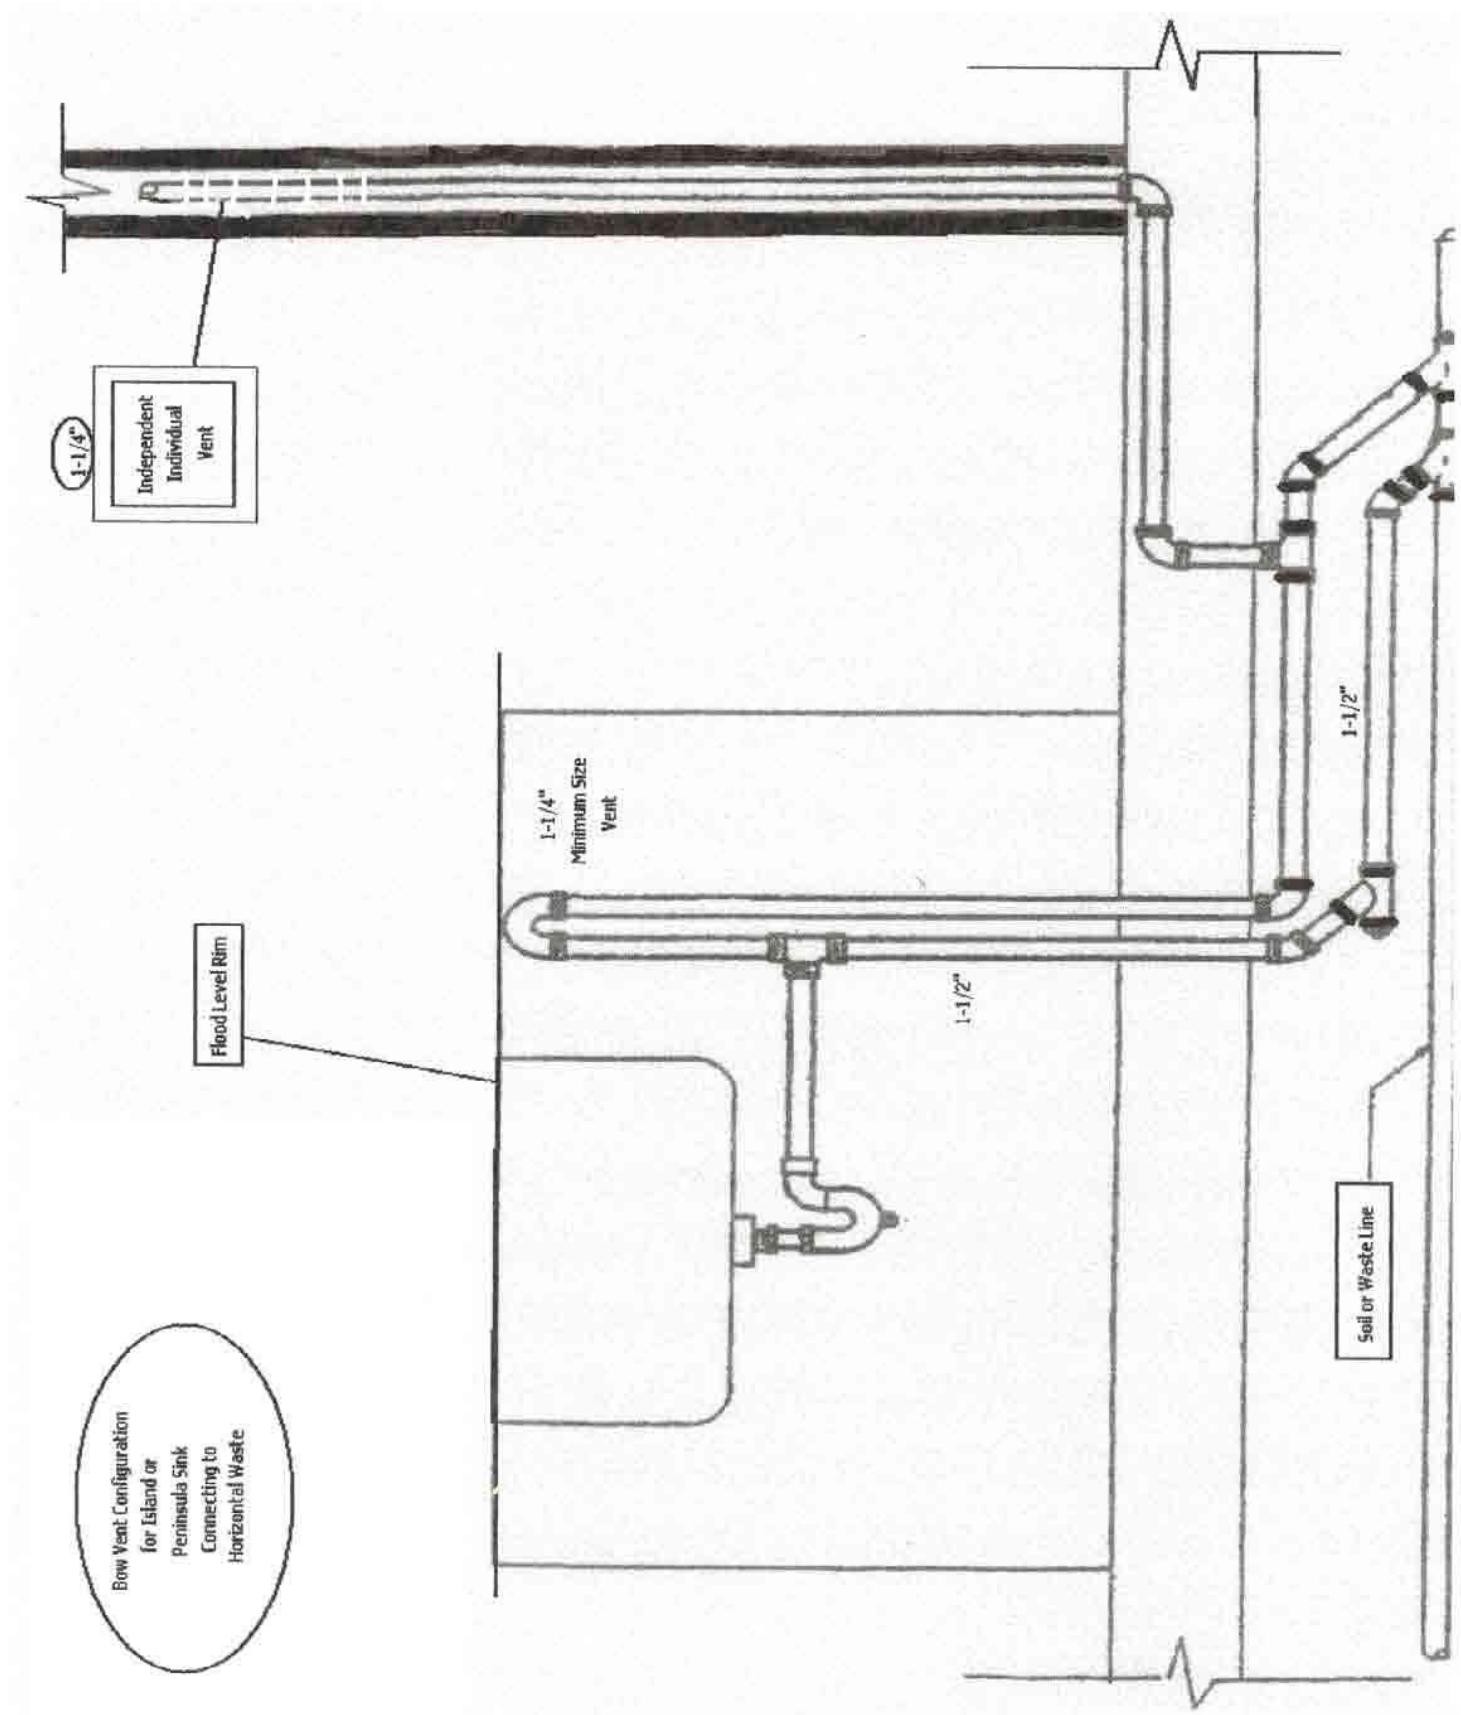 Bow Vent Configuration
for Island or
Peninsula Sink
Connecting to
Horizontal Waste
Flood Level Rim
1-1/4"
Independent
Individual
Vent
1-1/4"
Minimum Size
Vent
1-1/2"
1-1/2"
Soil or Waste Line